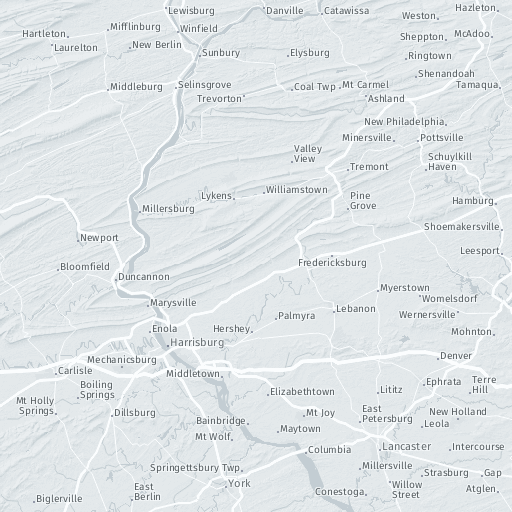 Lewisburg
Danville
Catawissa
Hazleton
Weston
Mifflinburg
Winfield
Hartleton
McAdoo
Sheppton
New Berlin
Laurelton
Sunbury
Elysburg
Ringtown
Shenandoah
Middleburg
Selinsgrove
Coal Twp
Mt Carmel
Tamaqua
Trevorton
Ashland
New Philadelphia
Minersville
Pottsville
Valley
View
Tremont
Schuylkill
Haven
Williamstown
Lykens
Pine
Grove
Hamburg
Millersburg
Shoemakersville
Newport
Leesport
Bloomfield
Fredericksburg
Duncannon
Myerstown
Womelsdorf
Marysville
Lebanon
Wernersville
Palmyra
Enola
Hershey
Mohnton
Harrisburg
Mechanicsburg
Denver
Carlisle
Middletown
Boiling
Springs
Ephrata
Terre
Hill
Elizabethtown
Lititz
Mt Holly
Springs
Dillsburg
Mt Joy
East
Petersburg
New Holland
Bainbridge
Leola
Maytown
Mt Wolf
Lancaster
Intercourse
Columbia
Springettsbury Twp
Millersville
Strasburg
Gap
York
East
Berlin
Willow
Street
Atglen
Biglerville
Conestoga